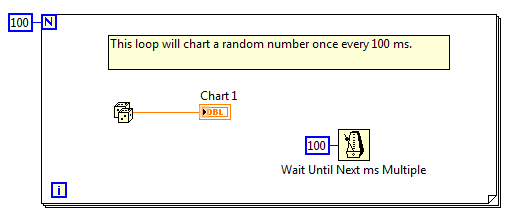 100
N
This loop will chart a random number once every 100 ms.
Chart 1
DBL
100
Wait Until Next ms Multiple
i